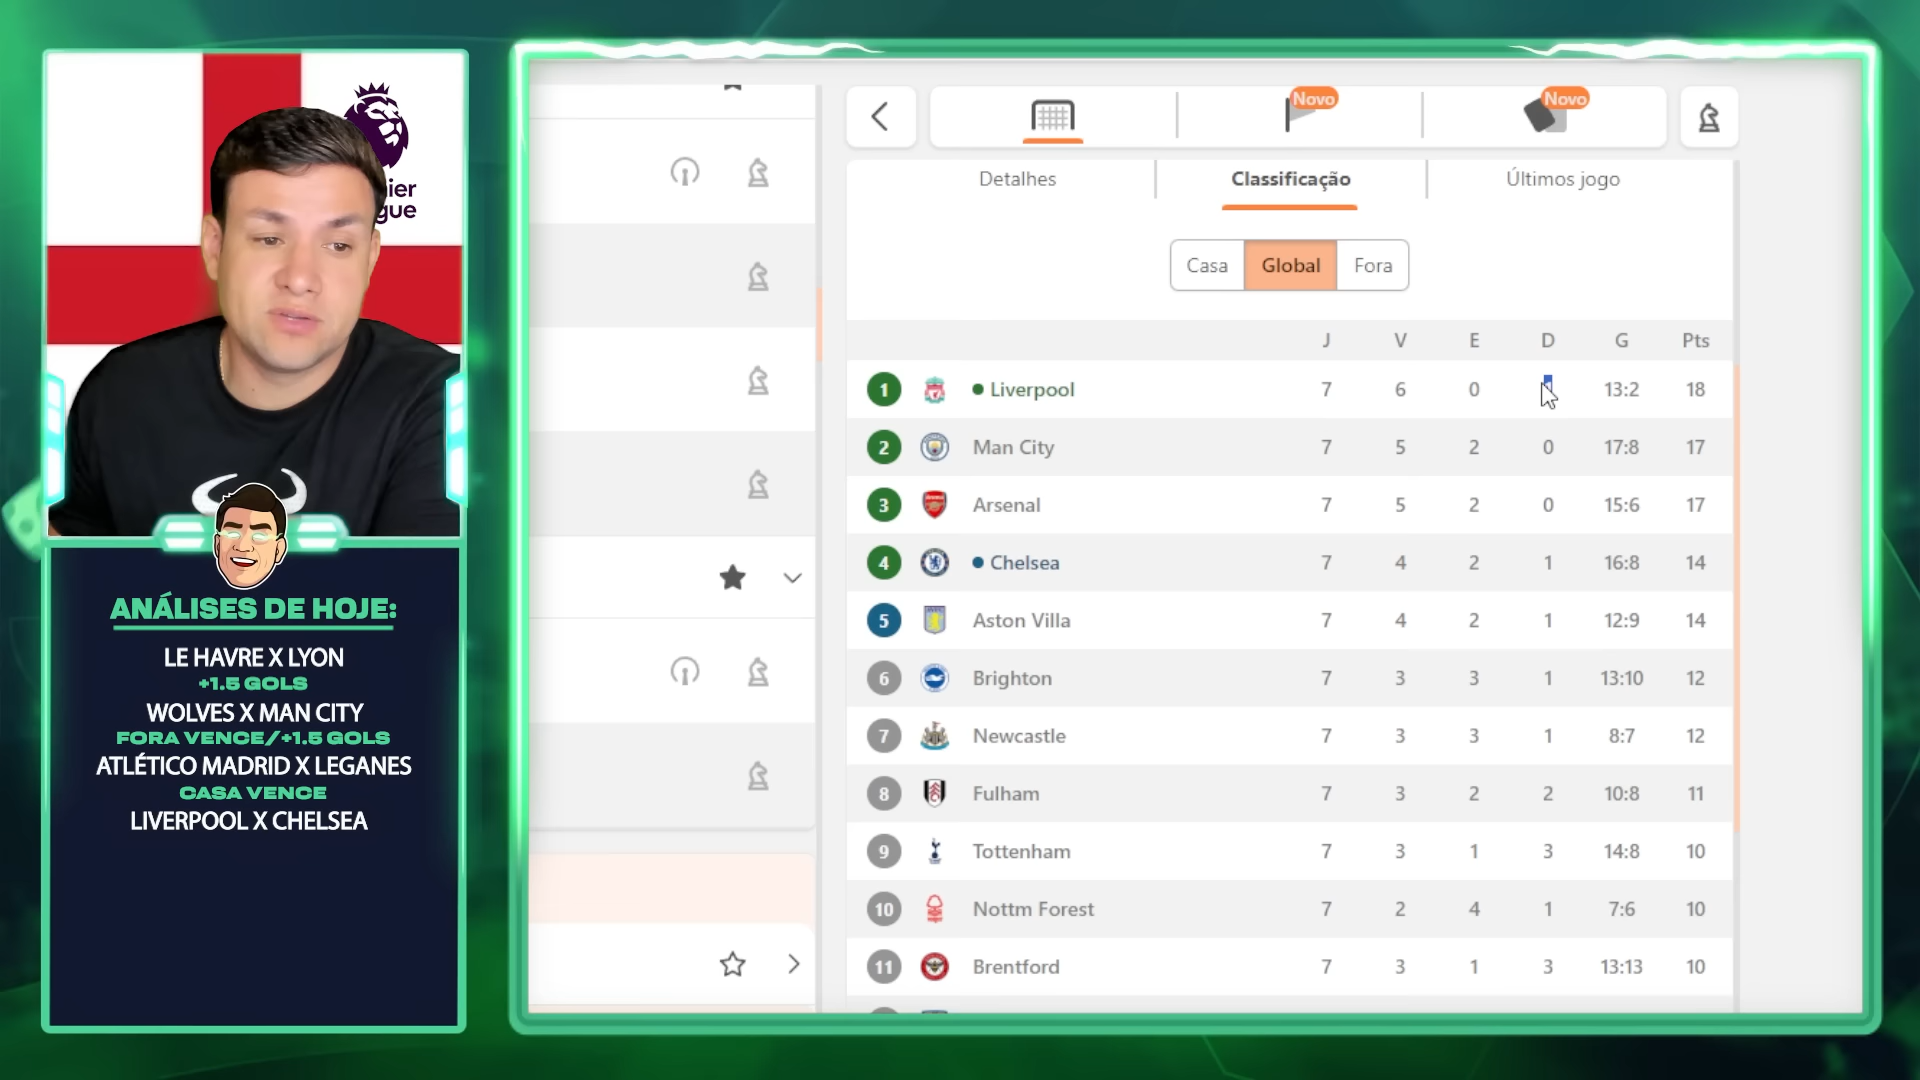 ier
gue
ANÁLISES DE HOJE:
LE HAVRE X LYON
+1.5 GOLS
WOLVES X MAN CITY
FORA VENCE/+1.5 GOLS
ATLÉTICO MADRID X LEGANES
CASA VENCE
LIVERPOOL X CHELSEA
Novo
Novo
Detalhes
Classificação
Últimos jogo
Casa
Global
Fora
J V E D G Pts
1 Liverpool 7 6 0 13:2 18
2 Man City 7 5 2 0 17:8 17
3 Arsenal 7 5 2 0 15:6 17
4 Chelsea 7 4 2 1 16:8 14
5 Aston Villa 7 4 2 1 12:9 14
6 Brighton 7 3 3 1 13:10 12
7 Newcastle 7 3 3 1 8:7 12
8 Fulham 7 3 2 2 10:8 11
9 Tottenham 7 3 1 3 14:8 10
10 Nottm Forest 7 2 4 1 7:6 10
11 Brentford 7 3 1 3 13:13 10